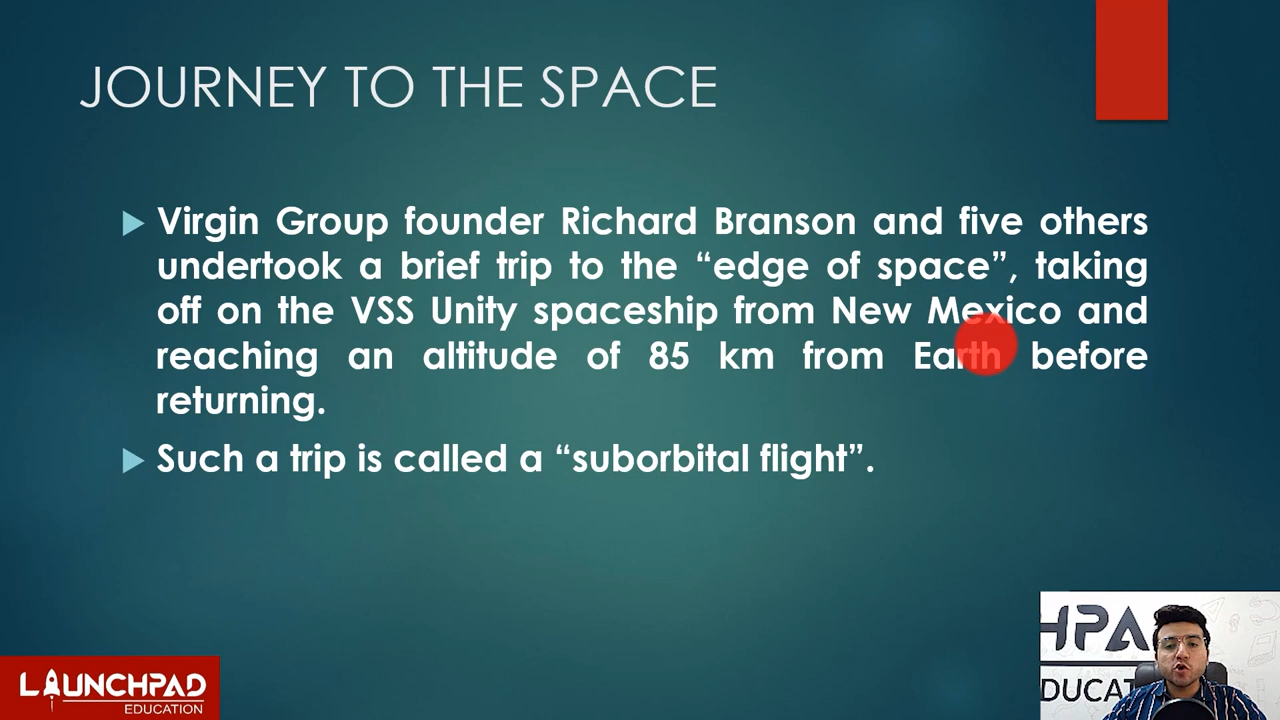 JOURNEY TO THE SPACE
Virgin Group founder Richard Branson and five others
undertook a brief trip to the “edge of space”, taking
off on the VSS Unity spaceship from New Mexico and
reaching an altitude of 85 km from Earth before
returning.
Such a trip is called a “suborbital flight”.
HPA
DUCAT
LAUNCHPAD
EDUCATION